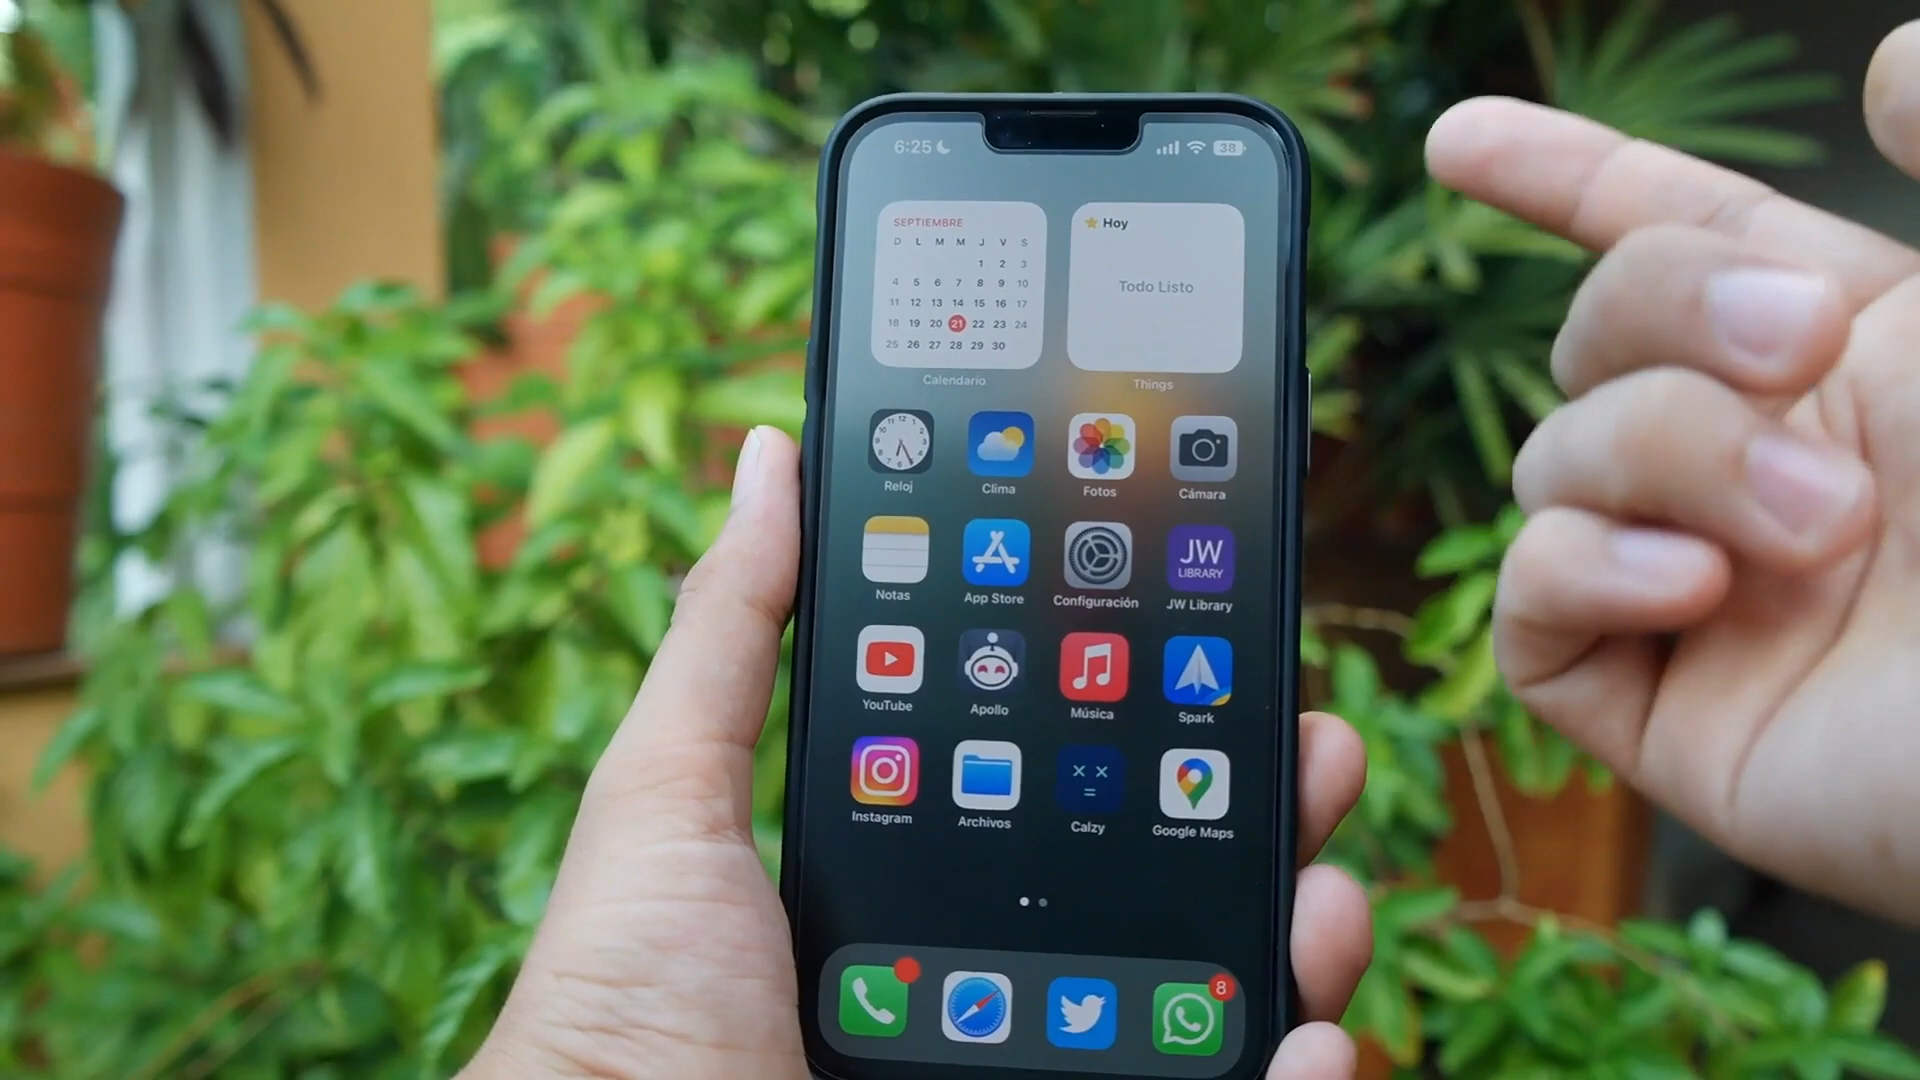 6:25
38
SEPTIEMBRE
D L M M J V S
1 2 3
4 5 6 7 8 9 10
11 12 13 14 15 16 17
18 19 20 21 22 23 24
25 26 27 28 29 30
Calendario
Hoy
Todo Listo
Things
Reloj
Clima
Fotos
Cámara
JW
LIBRARY
Notas
App Store
Configuración
JW Library
YouTube
Apollo
Música
Spark
Instagram
Archivos
Calzy
Google Maps
8